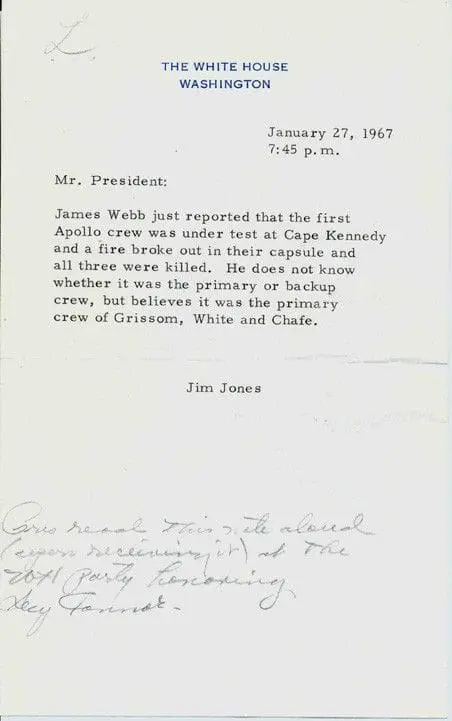 L
THE WHITE HOUSE
WASHINGTON
January 27, 1967
7:45 p.m.
Mr. President:
James Webb just reported that the first
Apollo crew was under test at Cape Kennedy
and a fire broke out in their capsule and
all three were killed. He does not know
whether it was the primary or backup
crew, but believes it was the primary
crew of Grissom, White and Chafe.
Jim Jones
read this note aloud
(upon receiving it) at the
WH Party honoring
Secy Connor-